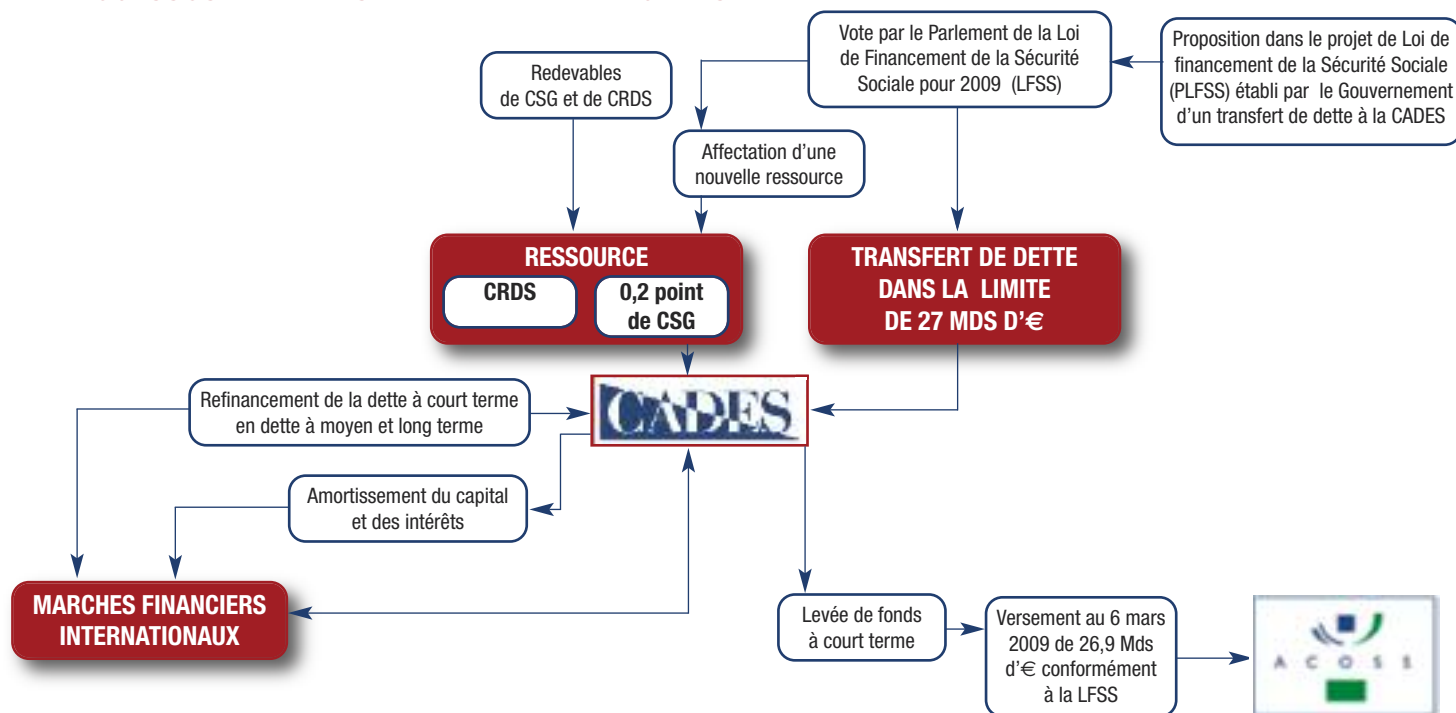 Vote par le Parlement de la Loi
de Financement de la Sécurité
Sociale pour 2009 (LFSS)
Proposition dans le projet de Loi de
financement de la Sécurité Sociale
(PLFSS) établi par le Gouvernement
d'un transfert de dette à la CADES
Redevables
de CSG et de CRDS
Affectation d'une
nouvelle ressource
RESSOURCE
CRDS
0,2 point
de CSG
TRANSFERT DE DETTE
DANS LA LIMITE
DE 27 MDS D'€
Refinancement de la dette à court terme
en dette à moyen et long terme
CADES
Amortissement du capital
et des intérêts
MARCHES FINANCIERS
INTERNATIONAUX
Levée de fonds
à court terme
Versement au 6 mars
2009 de 26,9 Mds
d'€ conformément
à la LFSS
ACOSS